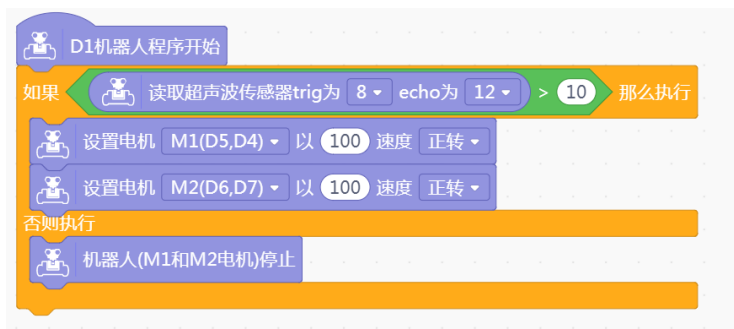 D1机器人程序开始
如果 读取超声波传感器trig为 8 echo为 12 > 10 那么执行
设置电机 M1(D5,D4) 以 100 速度 正转
设置电机 M2(D6,D7) 以 100 速度 正转
否则执行
机器人(M1和M2电机)停止